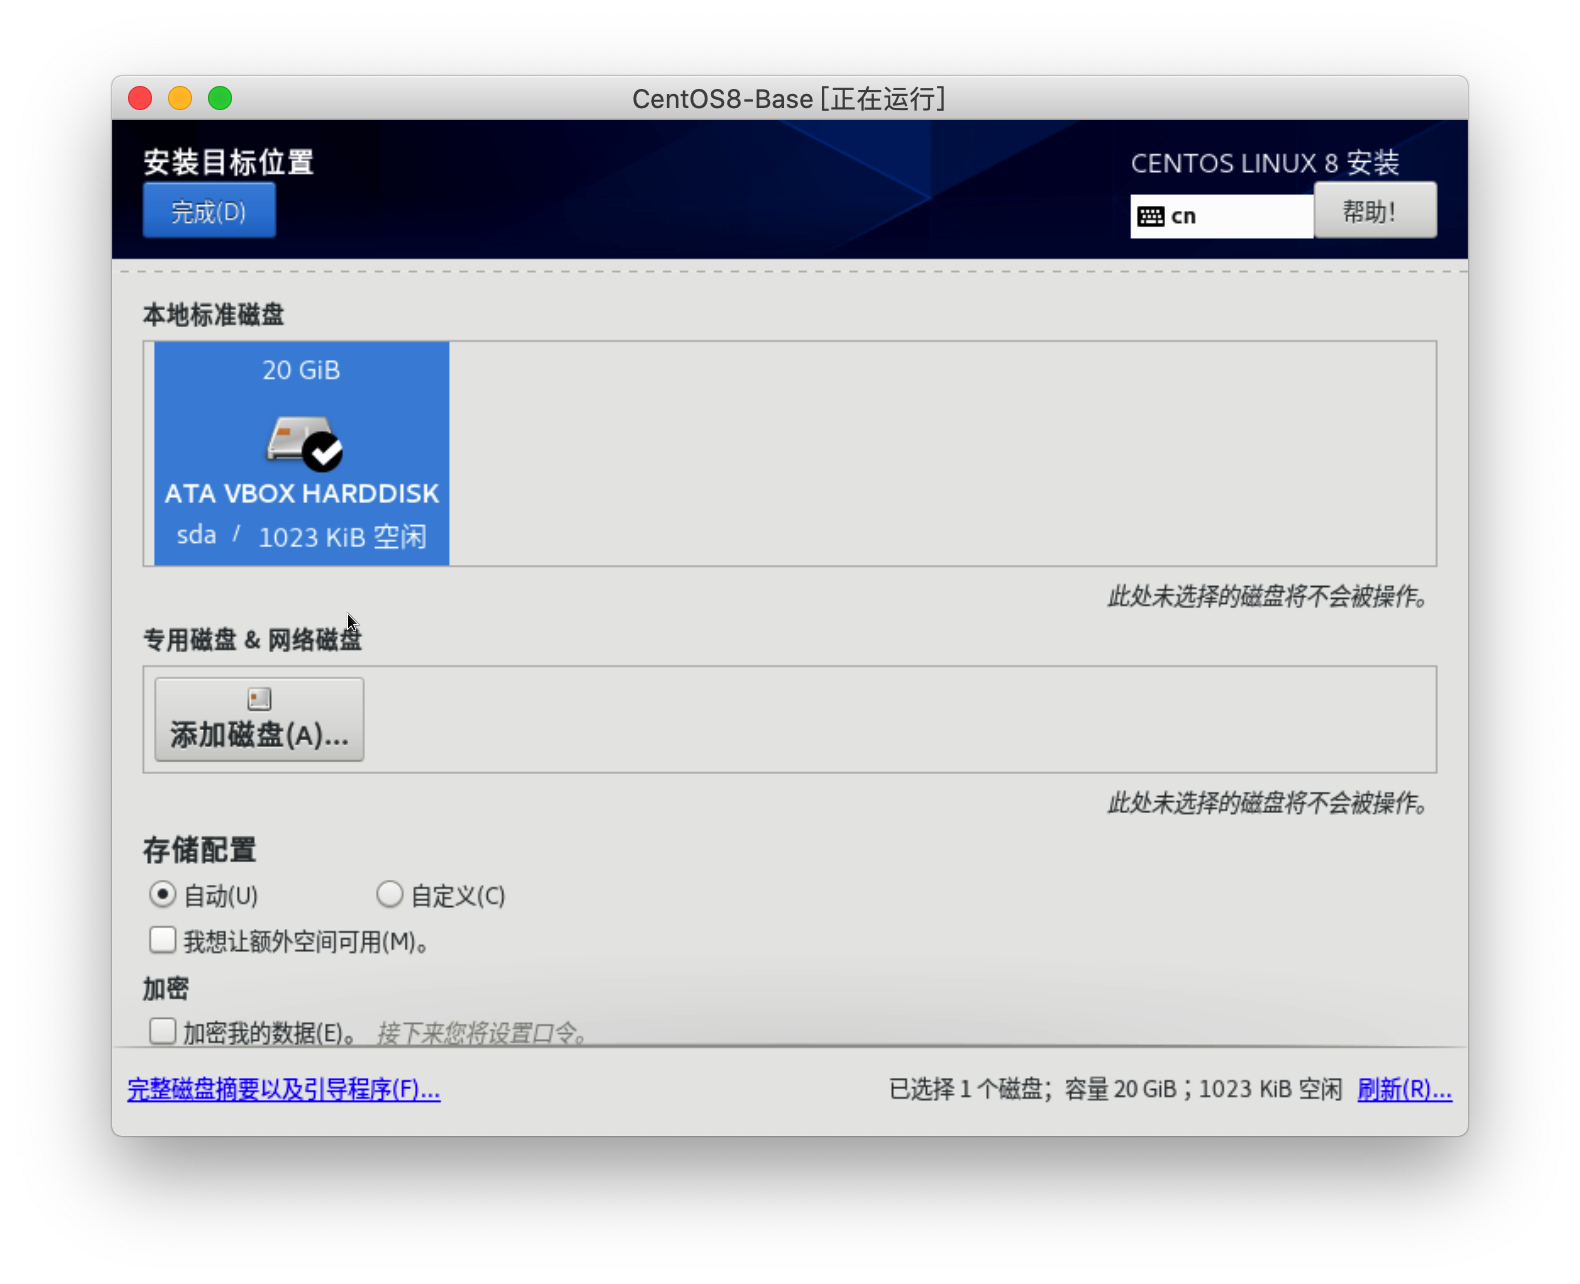 CentOS8-Base [正在运行]
安装目标位置
CENTOS LINUX 8 安装
完成(D)
cn
帮助！
本地标准磁盘
20 GiB
ATA VBOX HARDDISK
sda / 1023 KiB 空闲
此处未选择的磁盘将不会被操作。
专用磁盘 & 网络磁盘
添加磁盘(A)...
此处未选择的磁盘将不会被操作。
存储配置
自动(U) 自定义(C)
我想让额外空间可用(M)。
加密
加密我的数据(E)。 接下来您将设置口令。
完整磁盘摘要以及引导程序(F)... 已选择 1 个磁盘；容量 20 GiB；1023 KiB 空闲 刷新(R)...